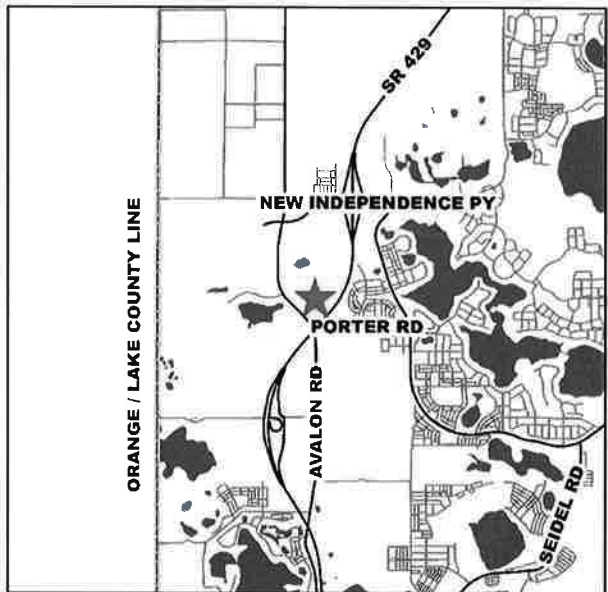 SR 429
NEW INDEPENDENCE PY
ORANGE / LAKE COUNTY LINE
PORTER RD
AVALON RD
SEIDEL RD